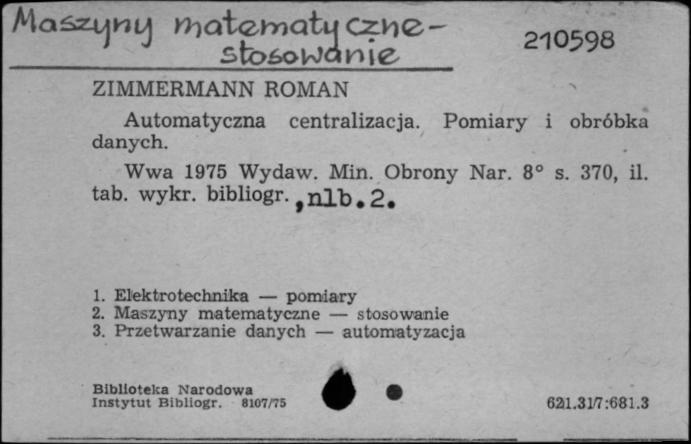 Maszyny matematyczne-
stosowanie
210598
ZIMMERMANN ROMAN
Automatyczna centralizacja. Pomiary i obróbka
danych.
Wwa 1975 Wydaw. Min. Obrony Nar. 8° s. 370, il.
tab. wykr. bibliogr. ,nlb.2.
1. Elektrotechnika — pomiary
2. Maszyny matematyczne — stosowanie
3. Przetwarzanie danych — automatyzacja
Biblioteka Narodowa
Instytut Bibliogr. 8107/75
621.317:681.3